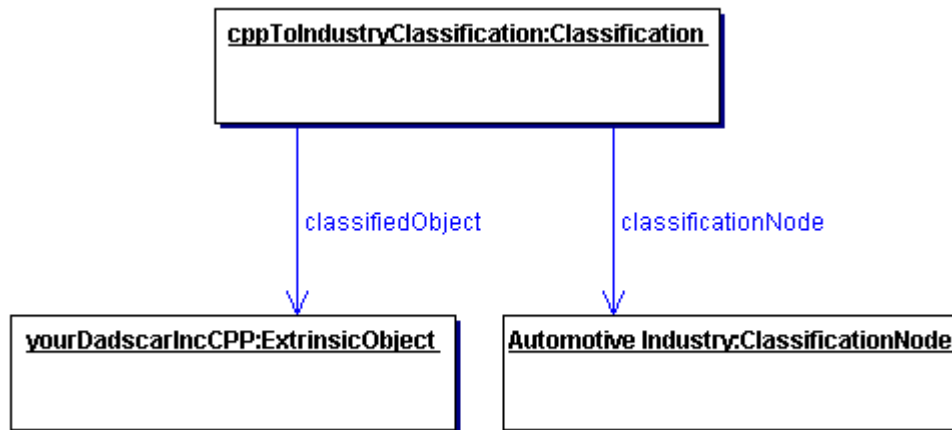 cppToIndustryClassification:Classification
classifiedObject
classificationNode
yourDadscarIncCPP:ExtrinsicObject
Automotive Industry:ClassificationNode